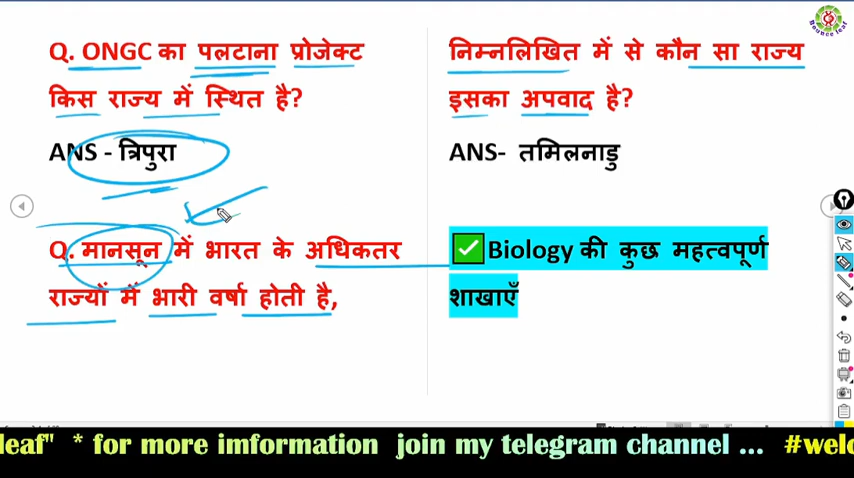 Q. ONGC का पलटाना प्रोजेक्ट
किस राज्य में स्थित है?
ANS - त्रिपुरा
Q. मानसून में भारत के अधिकतर
राज्यों में भारी वर्षा होती है,
निम्नलिखित में से कौन सा राज्य
इसका अपवाद है?
ANS- तमिलनाडु
✅ Biology की कुछ महत्वपूर्ण
शाखाएँ
leaf" * for more imformation join my telegram channel ... #welc